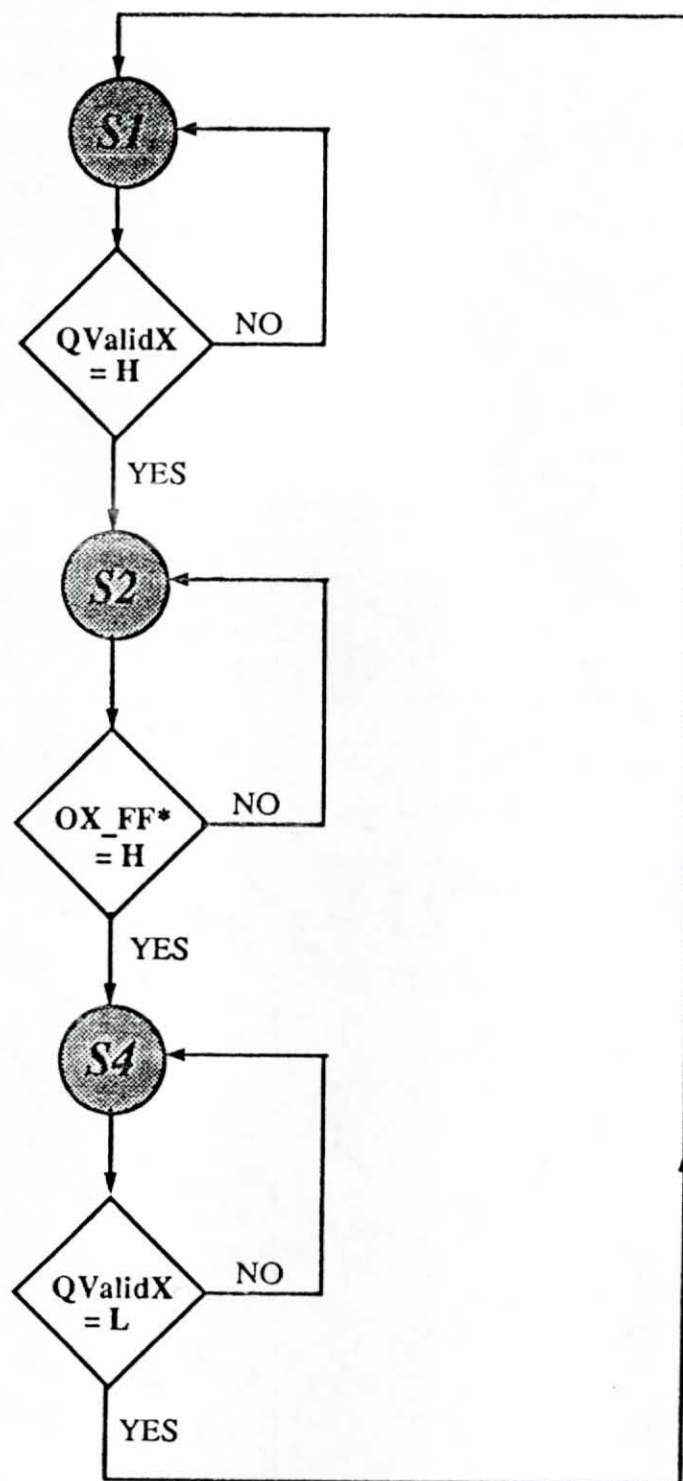 S1
QValidX
= H
NO
YES
S2
OX_FF*
= H
NO
YES
S4
QValidX
= L
NO
YES